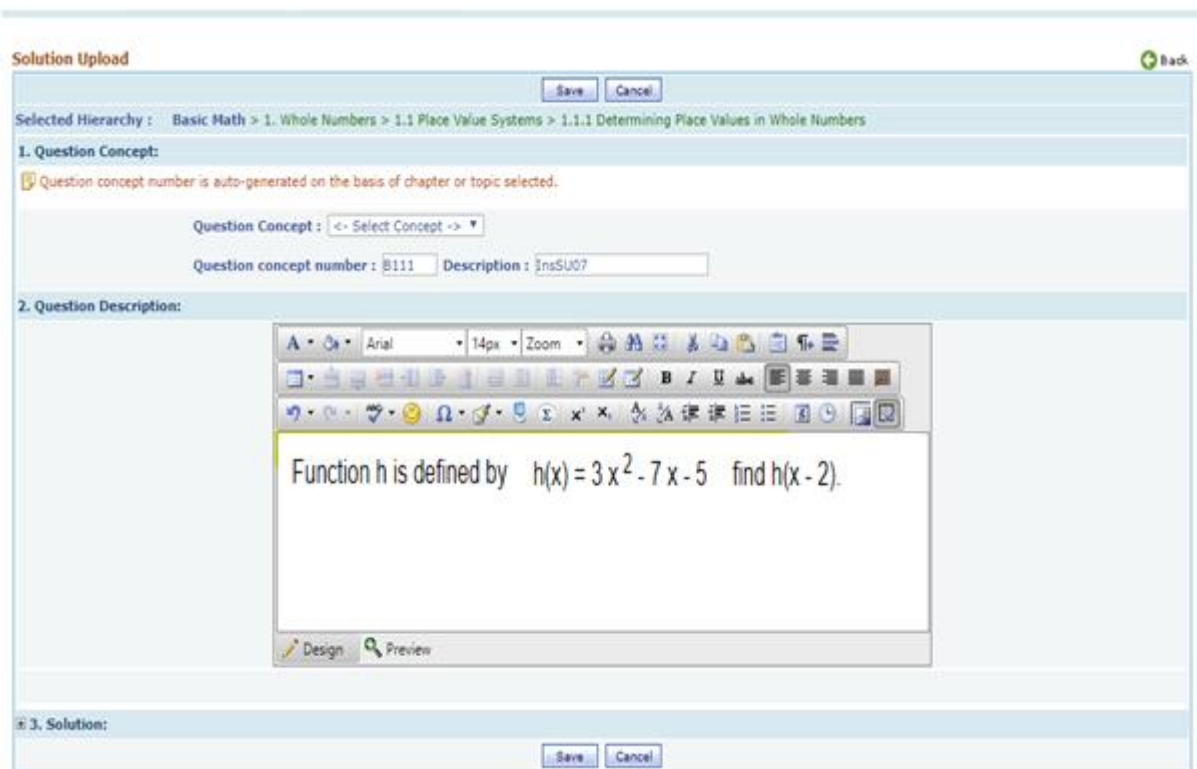 Solution Upload
Back
Save Cancel
Selected Hierarchy : Basic Math > 1. Whole Numbers > 1.1 Place Value Systems > 1.1.1 Determining Place Values in Whole Numbers
1. Question Concept:
Question concept number is auto-generated on the basis of chapter or topic selected.
Question Concept : <- Select Concept ->
Question concept number : B111 Description : InsSU07
2. Question Description:
A Arial 14px Zoom
B I U abc
Ω Σ x² x₂
Function h is defined by h(x) = 3 x² - 7 x - 5 find h(x - 2).
Design Preview
3. Solution:
Save Cancel